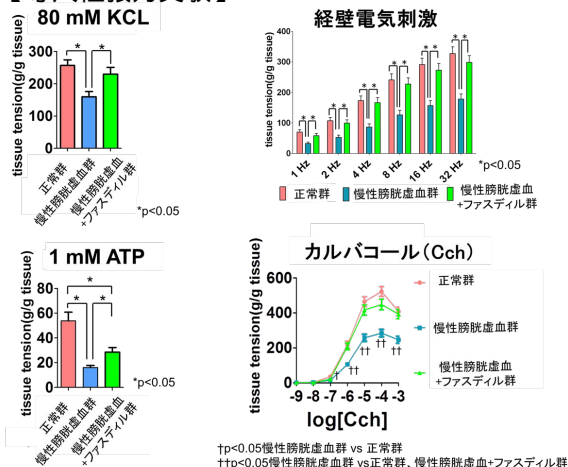 80 mM KCL
tissue tension(g/g tissue)
300
200
100
0
*
*
正常群
慢性膀胱虚血群
慢性膀胱虚血
+ファスディル群
*p<0.05
経壁電気刺激
tissue tension(g/g tissue)
400
300
200
100
0
* *
* *
* *
* *
* *
* *
1 Hz
2 Hz
4 Hz
8 Hz
16 Hz
32 Hz
*p<0.05
正常群
慢性膀胱虚血群
慢性膀胱虚血
+ファスディル群
1 mM ATP
tissue tension(g/g tissue)
80
60
40
20
0
*
*
*
正常群
慢性膀胱虚血群
慢性膀胱虚血
+ファスディル群
*p<0.05
カルバコール(Cch)
tissue tension(g/g tissue)
600
400
200
0
†
††
††
††
††
-9 -8 -7 -6 -5 -4 -3
log[Cch]
正常群
慢性膀胱虚血群
慢性膀胱虚血
+ファスディル群
†p<0.05慢性膀胱虚血群 vs 正常群
††p<0.05慢性膀胱虚血群 vs正常群、慢性膀胱虚血+ファスディル群